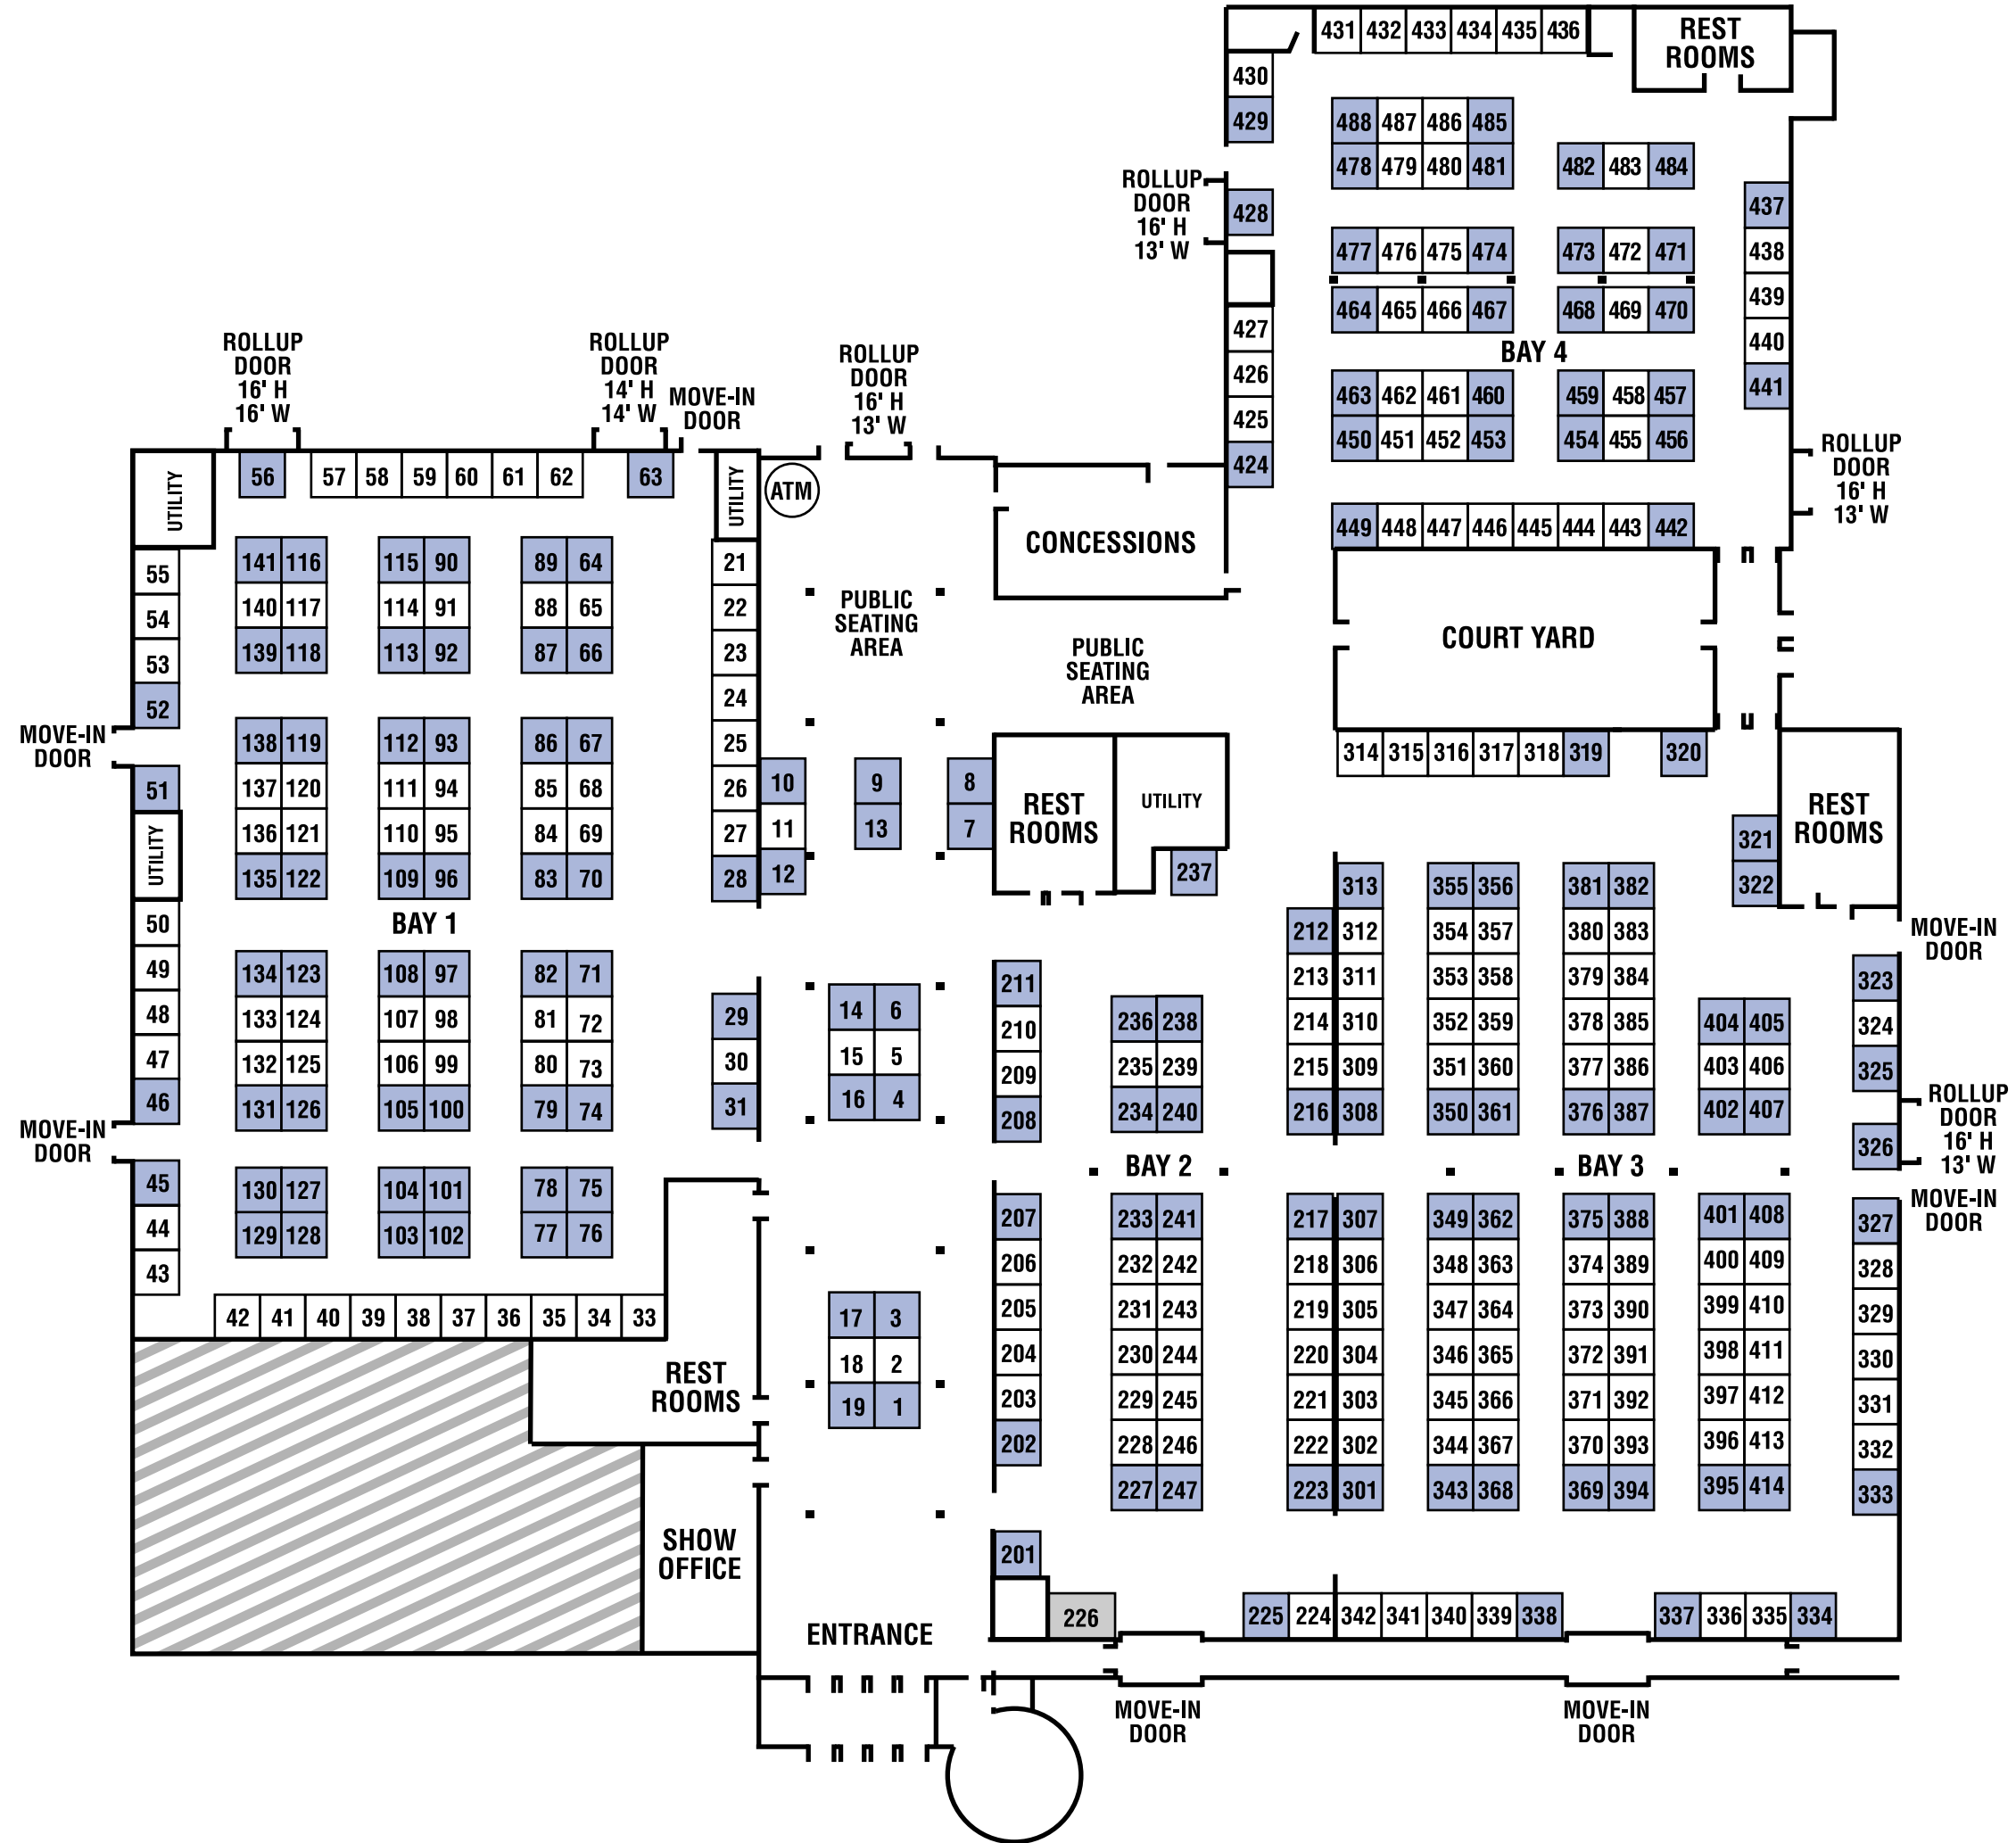 431 432 433 434 435 436
REST
ROOMS
430
429
488 487 486 485
478 479 480 481
482 483 484
ROLLUP
DOOR
16' H
13' W
428
437
438
439
440
441
477 476 475 474
473 472 471
464 465 466 467
468 469 470
BAY 4
427
426
425
424
463 462 461 460
459 458 457
450 451 452 453
454 455 456
ROLLUP
DOOR
16' H
13' W
449 448 447 446 445 444 443 442
COURT YARD
ROLLUP
DOOR
16' H
16' W
ROLLUP
DOOR
14' H
14' W
MOVE-IN
DOOR
ROLLUP
DOOR
16' H
13' W
UTILITY
56
57 58 59 60 61 62
63
UTILITY
ATM
CONCESSIONS
PUBLIC
SEATING
AREA
PUBLIC
SEATING
AREA
55
54
53
52
MOVE-IN
DOOR
51
UTILITY
50
49
48
47
46
MOVE-IN
DOOR
45
44
43
141 116
140 117
139 118
115 90
114 91
113 92
89 64
88 65
87 66
138 119
137 120
136 121
135 122
112 93
111 94
110 95
109 96
86 67
85 68
84 69
83 70
BAY 1
134 123
133 124
132 125
131 126
108 97
107 98
106 99
105 100
82 71
81 72
80 73
79 74
130 127
129 128
104 101
103 102
78 75
77 76
42 41 40 39 38 37 36 35 34 33
21
22
23
24
25
26
27
28
29
30
31
10
11
12
9
13
8
7
14 6
15 5
16 4
17 3
18 2
19 1
REST
ROOMS
SHOW
OFFICE
ENTRANCE
REST
ROOMS
UTILITY
237
211
210
209
208
207
206
205
204
203
202
201
226
236 238
235 239
234 240
BAY 2
233 241
232 242
231 243
230 244
229 245
228 246
227 247
314 315 316 317 318 319
320
321
322
REST
ROOMS
313
212 312
213 311
214 310
215 309
216 308
217 307
218 306
219 305
220 304
221 303
222 302
223 301
355 356
354 357
353 358
352 359
351 360
350 361
381 382
380 383
379 384
378 385
377 386
376 387
404 405
403 406
402 407
BAY 3
349 362
348 363
347 364
346 365
345 366
344 367
343 368
375 388
374 389
373 390
372 391
371 392
370 393
369 394
401 408
400 409
399 410
398 411
397 412
396 413
395 414
MOVE-IN
DOOR
323
324
325
ROLLUP
DOOR
16' H
13' W
326
MOVE-IN
DOOR
327
328
329
330
331
332
333
225 224 342 341 340 339 338
337 336 335 334
MOVE-IN
DOOR
MOVE-IN
DOOR